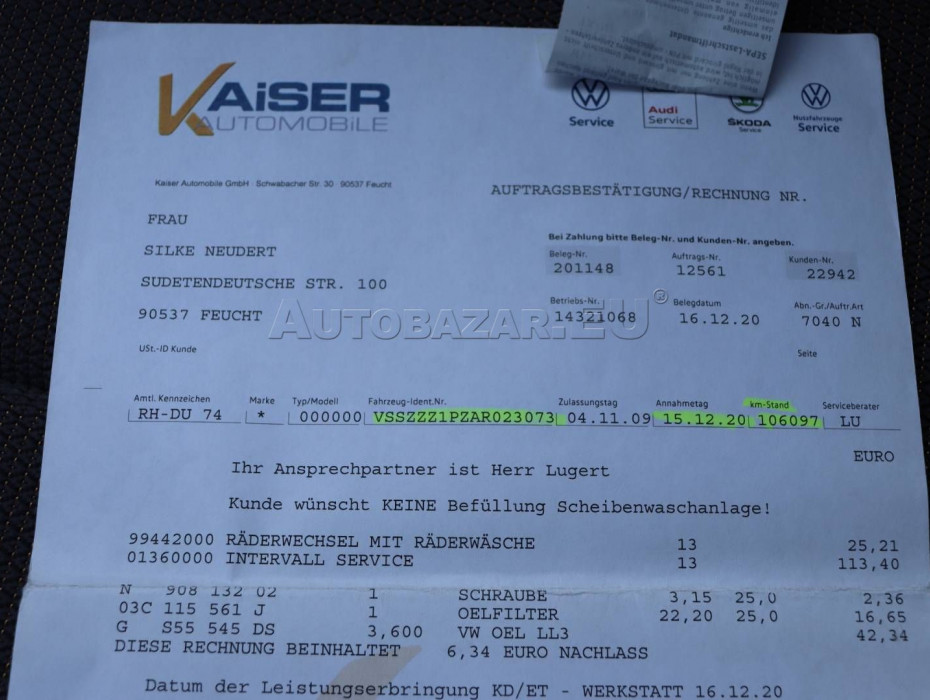 KAiSER
AUTOMOBiLE
Service
Audi
Service
ŠKODA
Service
Nutzfahrzeuge
Service
SEPA-Lastschriftmandat
Ich ermächtige
Kaiser Automobile GmbH · Schwabacher Str. 30 90537 Feucht
AUFTRAGSBESTÄTIGUNG/RECHNUNG NR.
FRAU
SILKE NEUDERT
SUDETENDEUTSCHE STR. 100
90537 FEUCHT
Bei Zahlung bitte Beleg-Nr. und Kunden-Nr. angeben.
Beleg-Nr. Auftrags-Nr. Kunden-Nr.
201148 12561 22942
Betriebs-Nr. Belegdatum Abn.-Gr./Auftr.Art
14321068 16.12.20 7040 N
AUTOBAZAR.EU®
USt.-ID Kunde
Seite
Amtl. Kennzeichen Marke Typ/Modell Fahrzeug-Ident.Nr. Zulassungstag Annahmetag km-Stand Serviceberater
RH-DU 74 * 000000 VSSZZZ1PZAR023073 04.11.09 15.12.20 106097 LU
EURO
Ihr Ansprechpartner ist Herr Lugert
Kunde wünscht KEINE Befüllung Scheibenwaschanlage!
99442000 RÄDERWECHSEL MIT RÄDERWÄSCHE 13 25,21
01360000 INTERVALL SERVICE 13 113,40
N 908 132 02 1 SCHRAUBE 3,15 25,0 2,36
03C 115 561 J 1 OELFILTER 22,20 25,0 16,65
G S55 545 DS 3,600 VW OEL LL3 42,34
DIESE RECHNUNG BEINHALTET 6,34 EURO NACHLASS
Datum der Leistungserbringung KD/ET - WERKSTATT 16.12.20